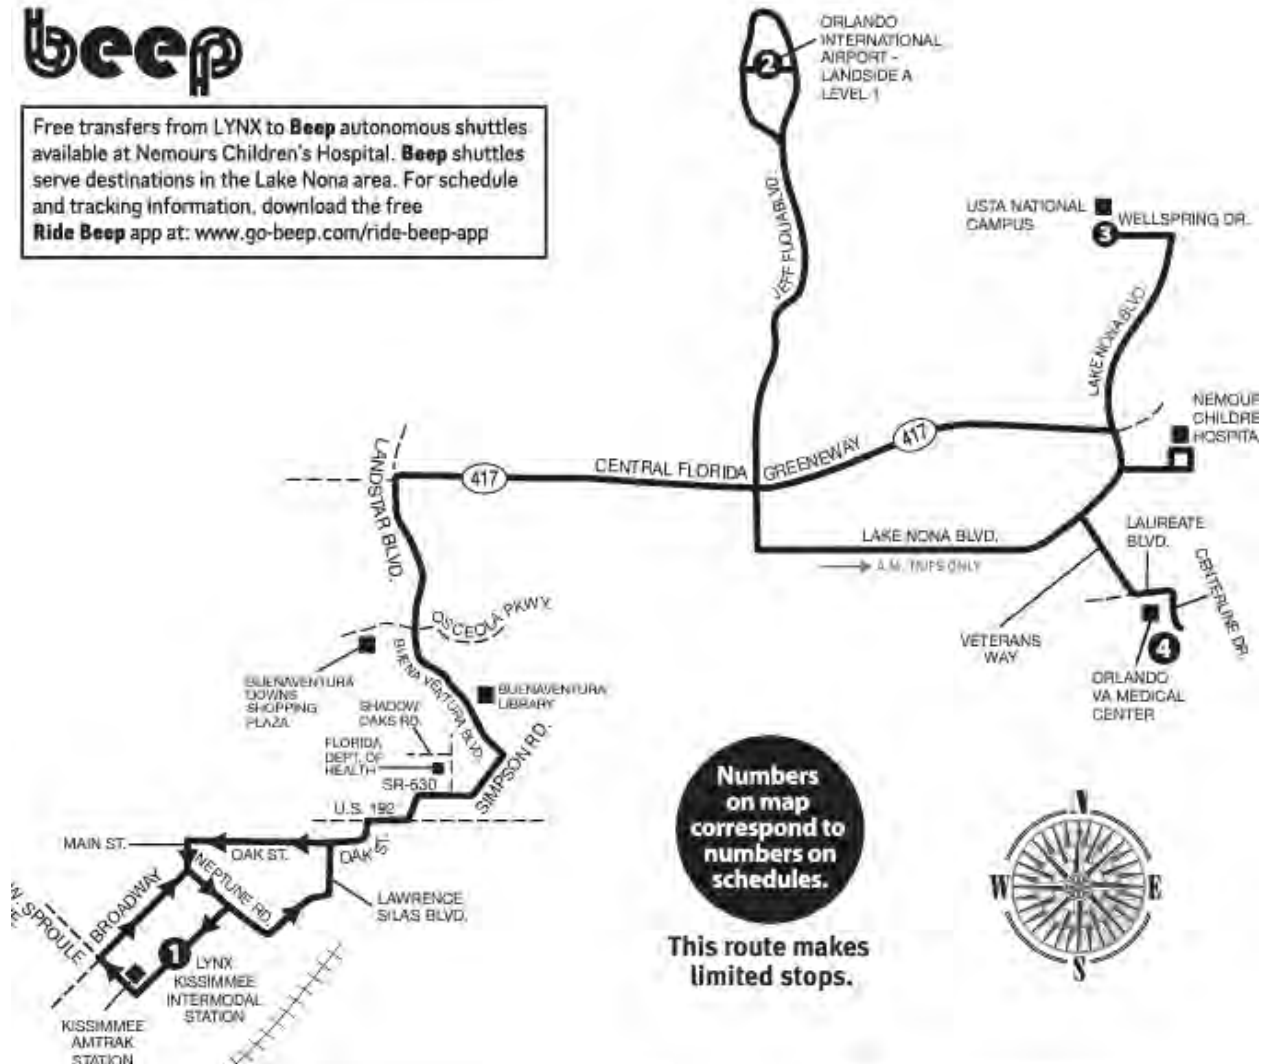 beep
Free transfers from LYNX to Beep autonomous shuttles
available at Nemours Children's Hospital. Beep shuttles
serve destinations in the Lake Nona area. For schedule
and tracking information, download the free
Ride Beep app at: www.go-beep.com/ride-beep-app
2
ORLANDO
INTERNATIONAL
AIRPORT -
LANDSIDE A
LEVEL 1
JEFF FUQUA BLVD.
USTA NATIONAL
CAMPUS
3
WELLSPRING DR.
LAKE NONA BLVD.
NEMOUR
CHILDRE
HOSPITA
LANDSTAR BLVD.
417
CENTRAL FLORIDA
GREENEWAY
417
LAKE NONA BLVD.
A.M. TRIPS ONLY
LAUREATE
BLVD.
CENTERLINE DR.
VETERANS
WAY
4
ORLANDO
VA MEDICAL
CENTER
OSCEOLA PKWY.
BUENAVENTURA
DOWNS
SHOPPING
PLAZA
BUENA VENTURA BLVD.
BUENAVENTURA
LIBRARY
SHADOW
OAKS RD.
FLORIDA
DEPT. OF
HEALTH
SR-530
SIMPSON RD.
U.S. 192
MAIN ST.
OAK ST.
OAK ST.
NEPTUNE RD.
BROADWAY
LAWRENCE
SILAS BLVD.
W. SPROULE
1
LYNX
KISSIMMEE
INTERMODAL
STATION
KISSIMMEE
AMTRAK
STATION
Numbers
on map
correspond to
numbers on
schedules.
This route makes
limited stops.
N
W
E
S